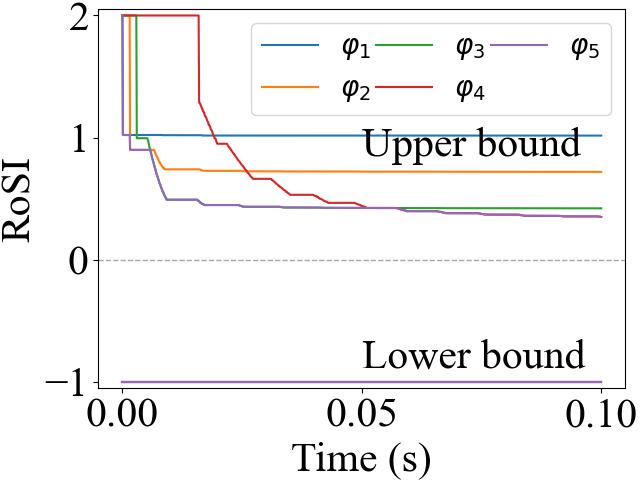 2
φ1 φ3 φ5
φ2 φ4
1
Upper bound
RoSI
0
Lower bound
−1
0.00 0.05 0.10
Time (s)